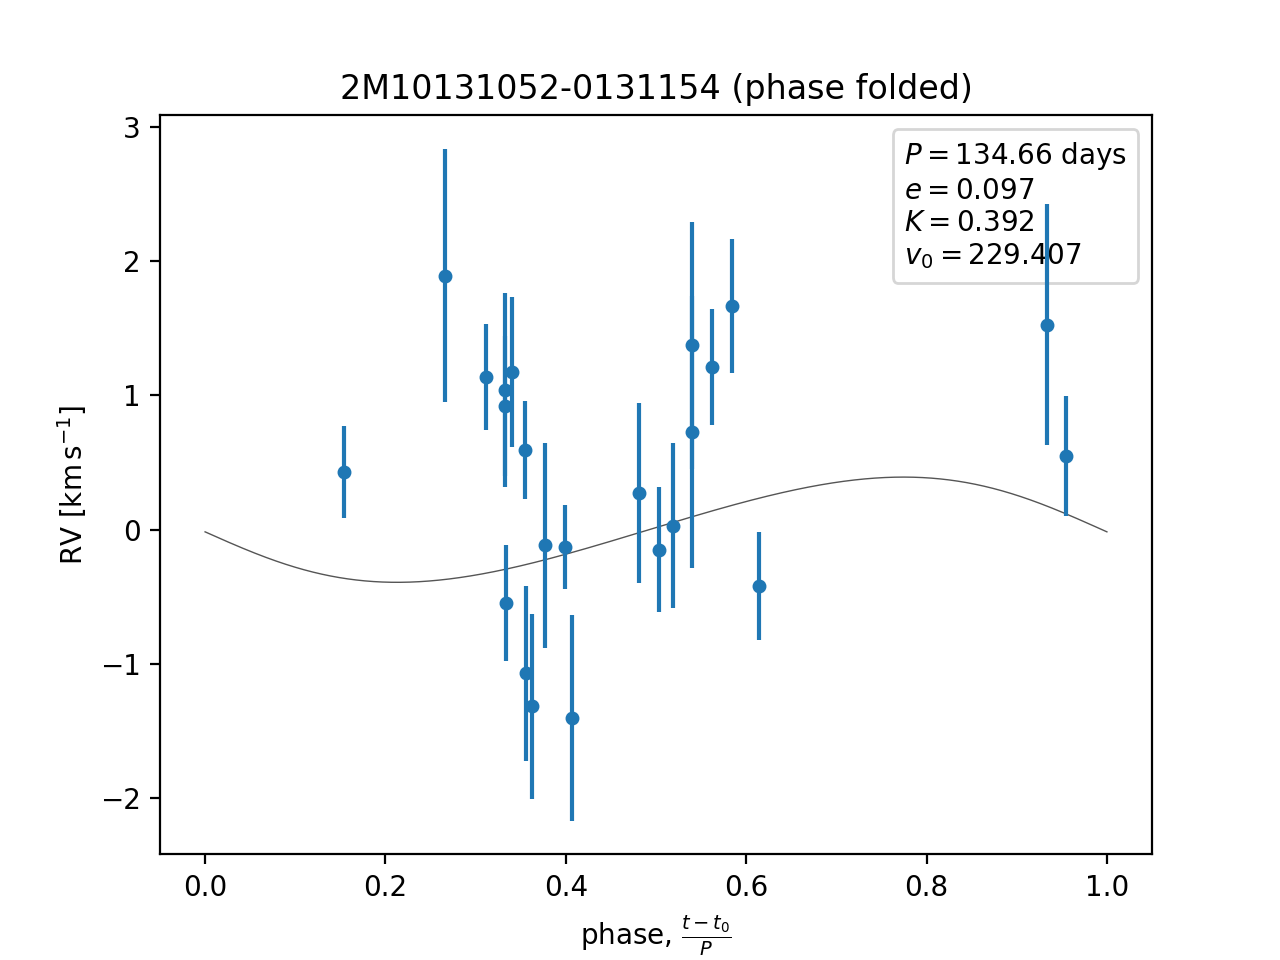 2M10131052-0131154 (phase folded)
P = 134.66 days
e = 0.097
K = 0.392
v₀ = 229.407
3
2
1
0
−1
−2
RV [km s⁻¹]
0.0 0.2 0.4 0.6 0.8 1.0
phase, (t − t₀)/P